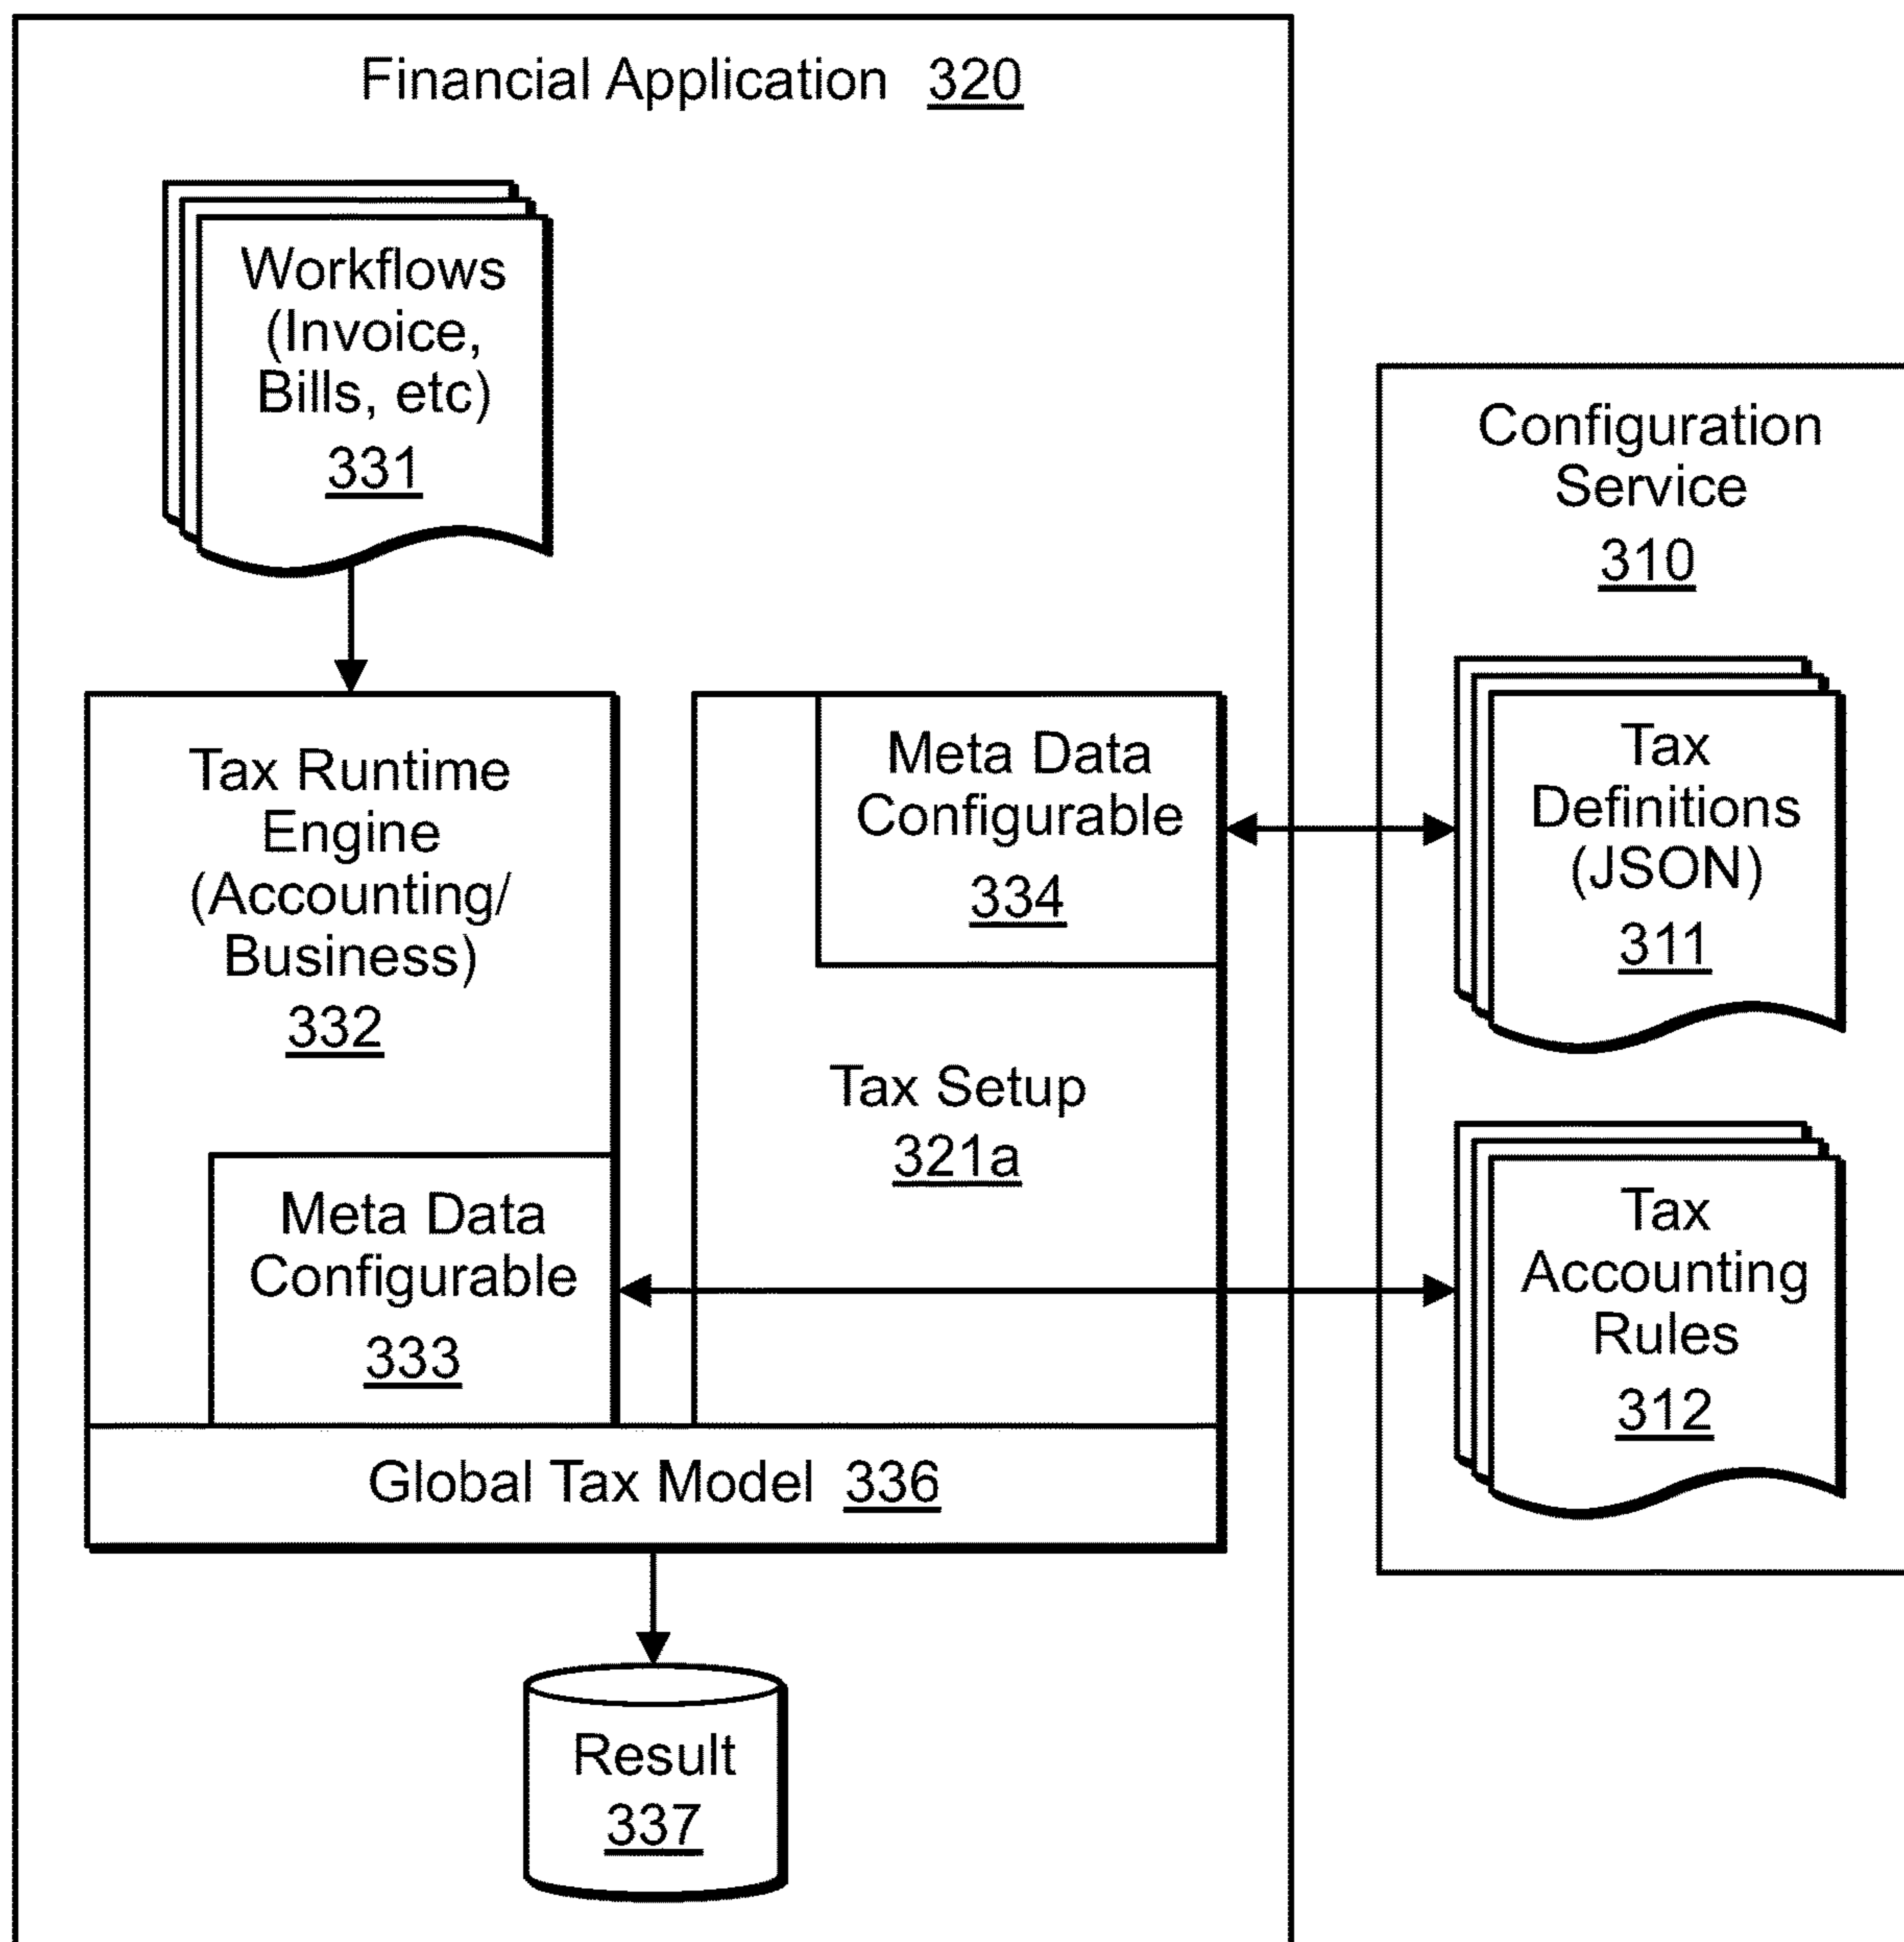 Financial Application 320
Workflows
(Invoice,
Bills, etc)
331
Tax Runtime
Engine
(Accounting/
Business)
332
Meta Data
Configurable
333
Meta Data
Configurable
334
Tax Setup
321a
Global Tax Model 336
Result
337
Configuration
Service
310
Tax
Definitions
(JSON)
311
Tax
Accounting
Rules
312